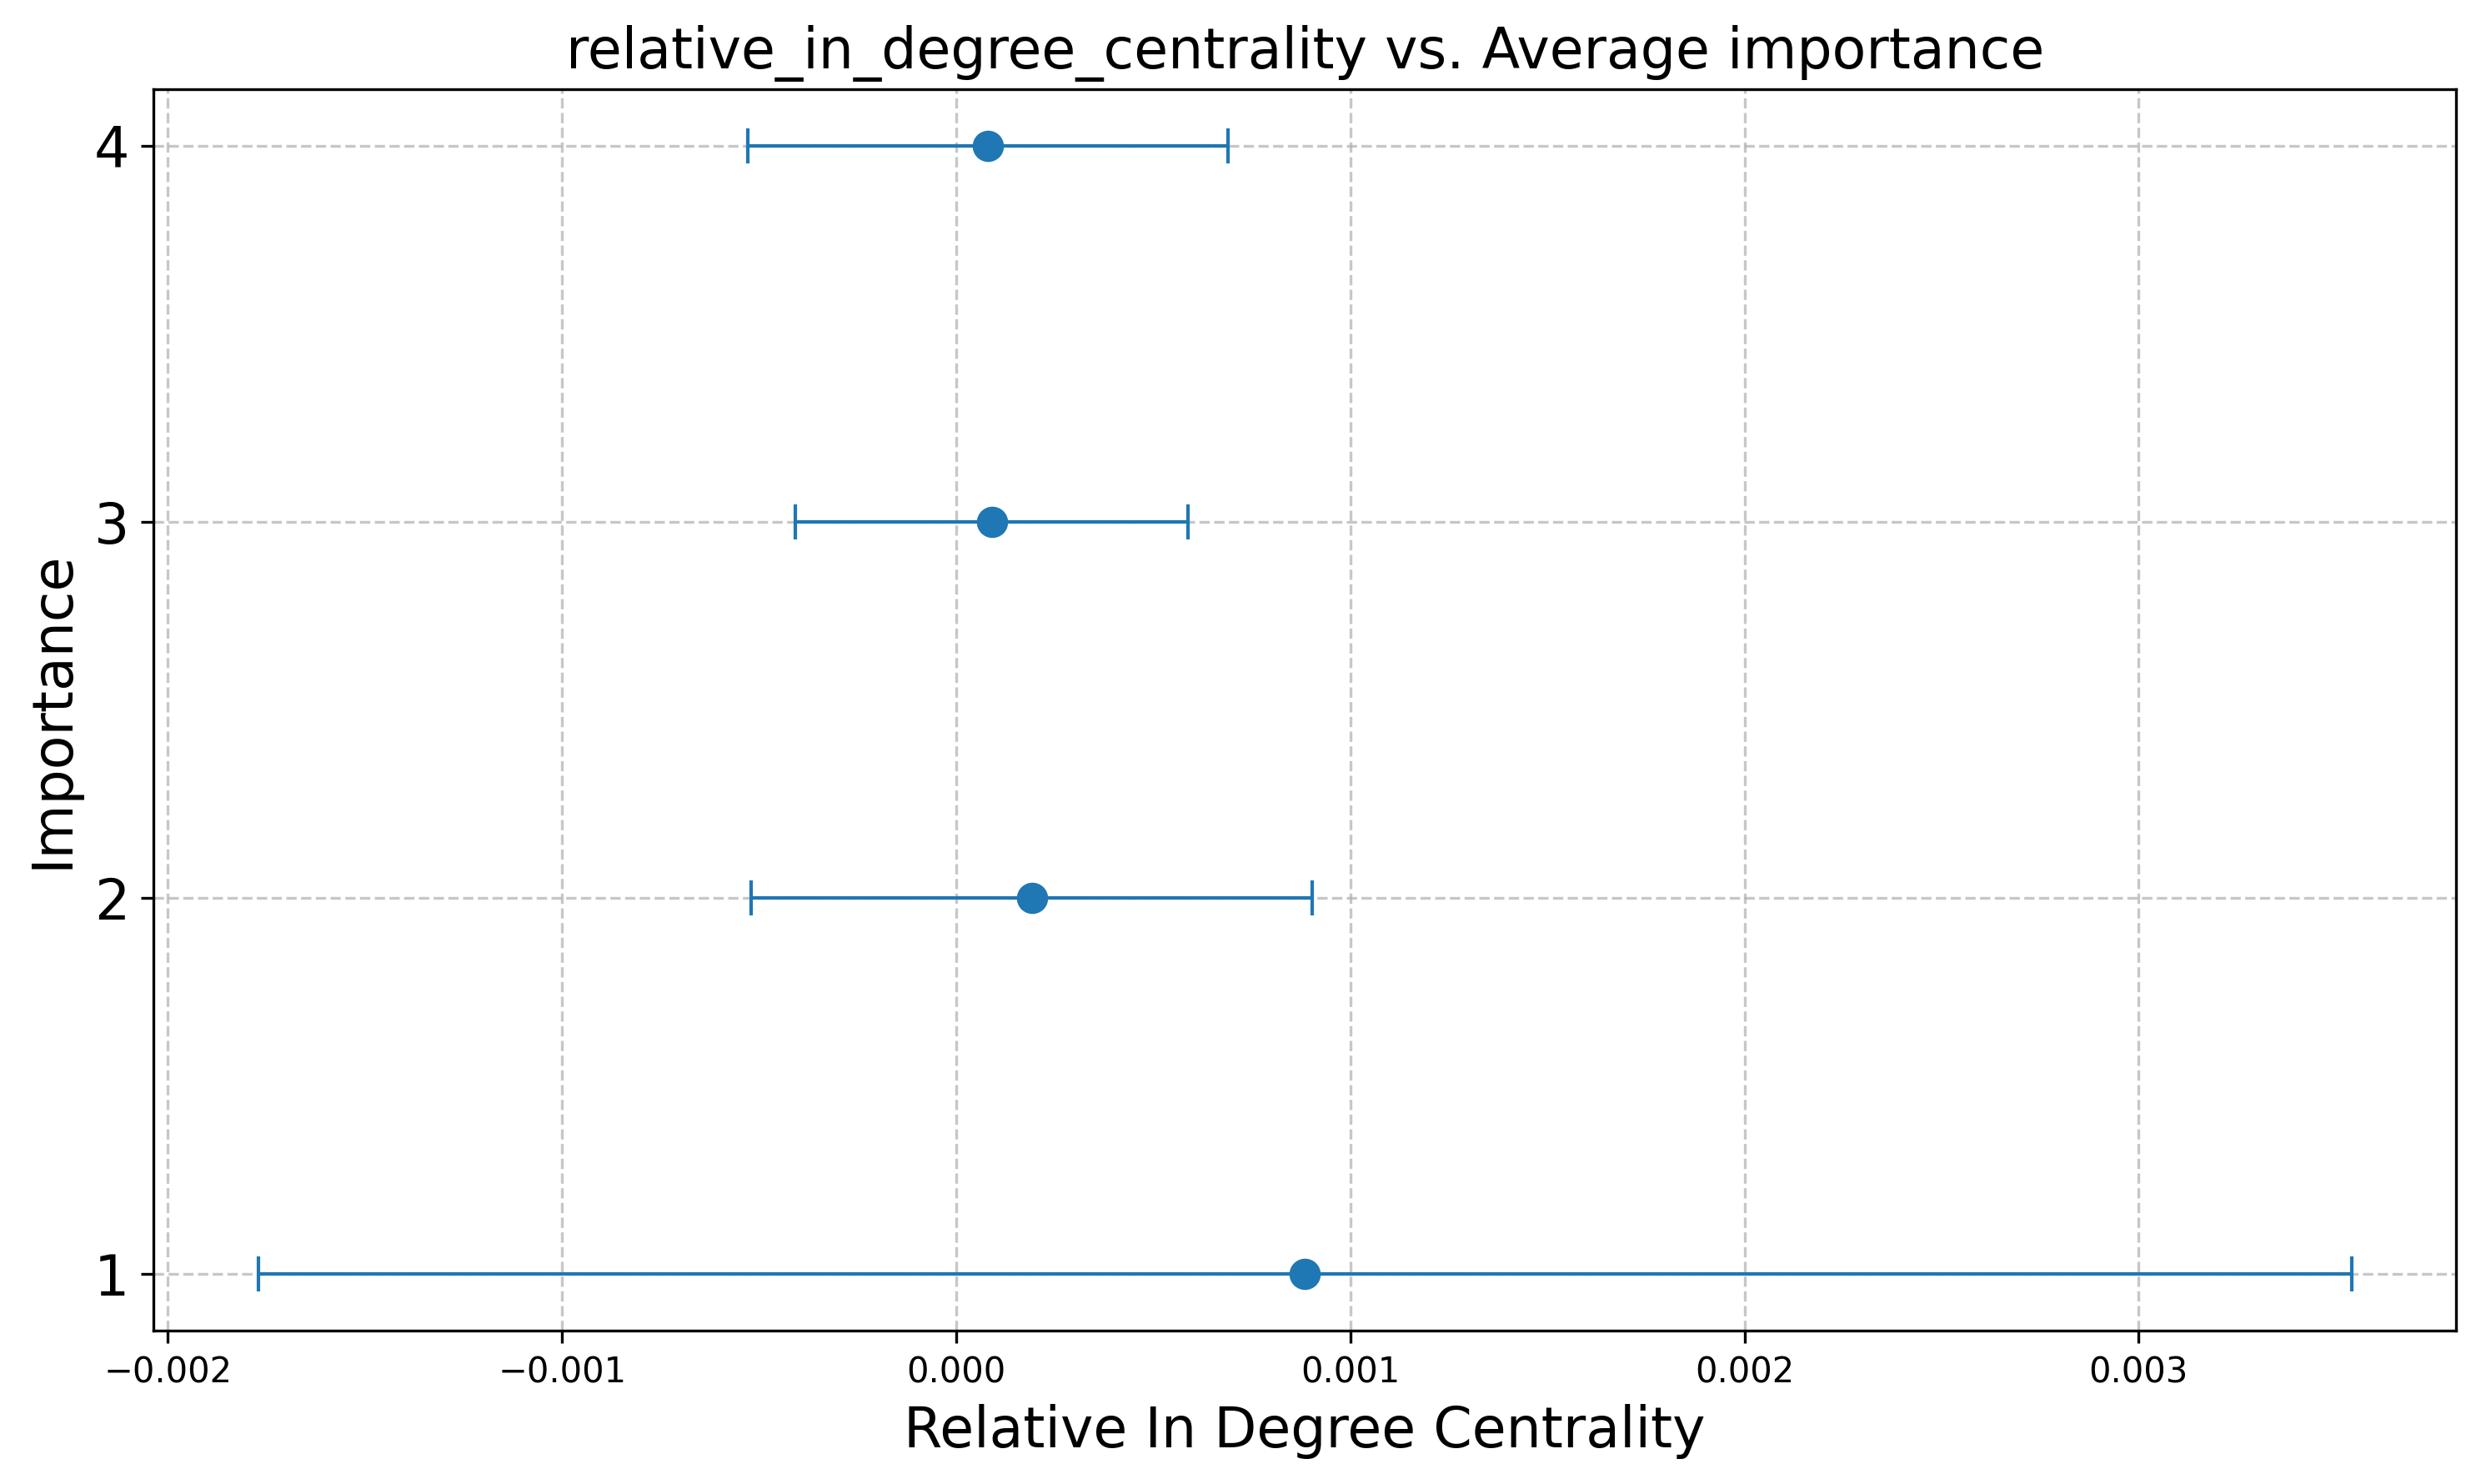 relative_in_degree_centrality vs. Average importance
4
3
2
1
Importance
−0.002 −0.001 0.000 0.001 0.002 0.003
Relative In Degree Centrality